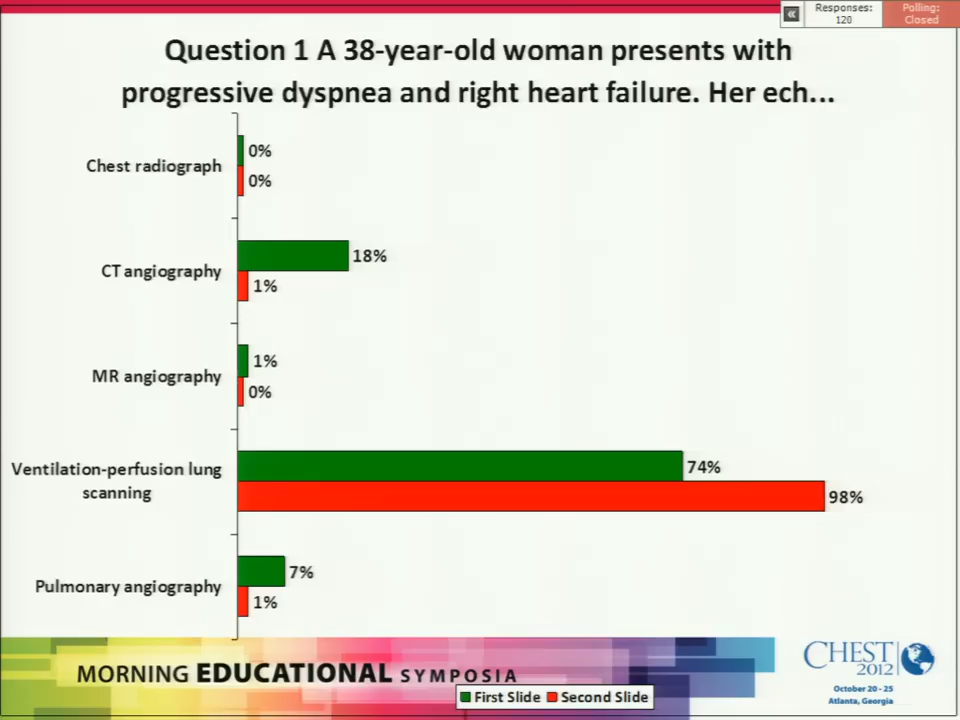 Responses:
120
Polling:
Closed
Question 1 A 38-year-old woman presents with
progressive dyspnea and right heart failure. Her ech...
Chest radiograph
0%
0%
CT angiography
18%
1%
MR angiography
1%
0%
Ventilation-perfusion lung
scanning
74%
98%
Pulmonary angiography
7%
1%
MORNING EDUCATIONAL SYMPOSIA
First Slide Second Slide
CHEST
2012
October 20 - 25
Atlanta, Georgia